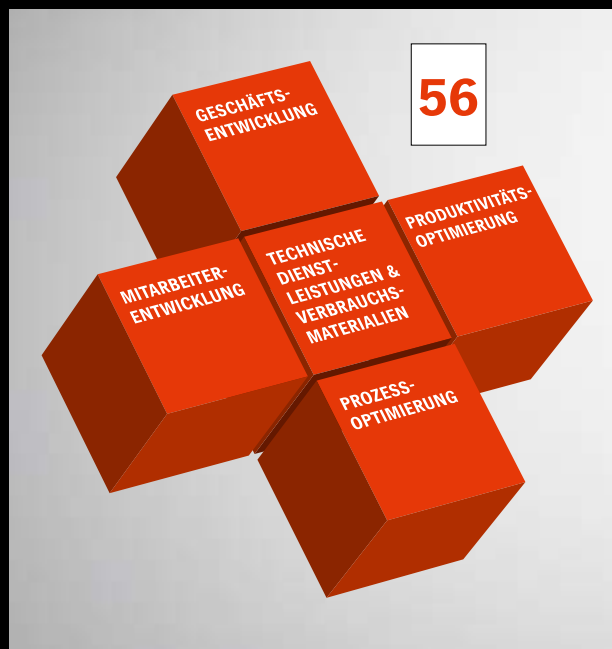 56
GESCHÄFTS-
ENTWICKLUNG
PRODUKTIVITÄTS-
OPTIMIERUNG
TECHNISCHE
DIENST-
LEISTUNGEN &
VERBRAUCHS-
MATERIALIEN
MITARBEITER-
ENTWICKLUNG
PROZESS-
OPTIMIERUNG